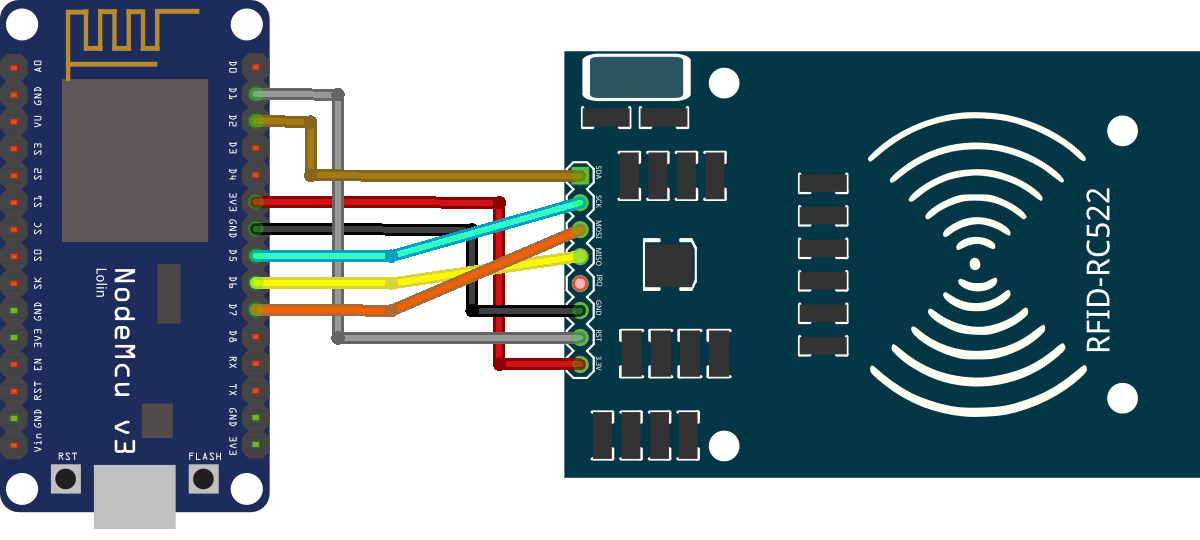 A0
GND
VU
S3
S2
S1
SC
S0
SK
GND
3V3
EN
RST
GND
Vin
D0
D1
D2
D3
D4
3V3
GND
D5
D6
D7
D8
RX
TX
GND
3V3
NodeMcu v3
Lolin
RST
FLASH
SDA
SCK
MOSI
MISO
IRQ
GND
RST
3.3V
RFID-RC522